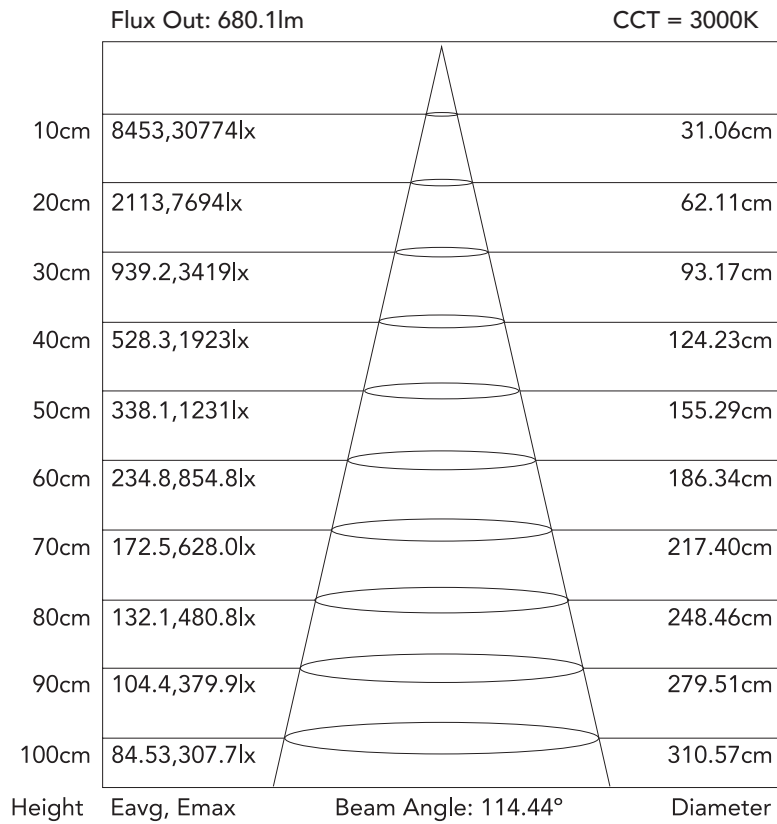 Flux Out: 680.1lm CCT = 3000K
10cm 8453,30774lx 31.06cm
20cm 2113,7694lx 62.11cm
30cm 939.2,3419lx 93.17cm
40cm 528.3,1923lx 124.23cm
50cm 338.1,1231lx 155.29cm
60cm 234.8,854.8lx 186.34cm
70cm 172.5,628.0lx 217.40cm
80cm 132.1,480.8lx 248.46cm
90cm 104.4,379.9lx 279.51cm
100cm 84.53,307.7lx 310.57cm
Height Eavg, Emax Beam Angle: 114.44º Diameter